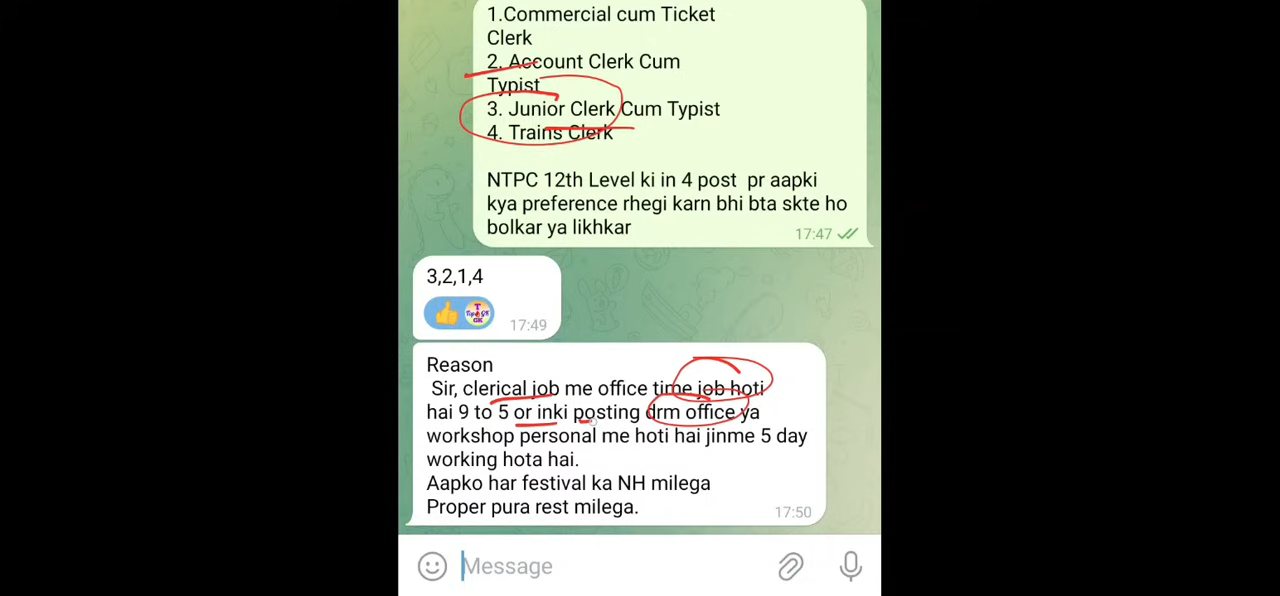 1.Commercial cum Ticket
Clerk
2. Account Clerk Cum
Typist
3. Junior Clerk Cum Typist
4. Trains Clerk
NTPC 12th Level ki in 4 post pr aapki
kya preference rhegi karn bhi bta skte ho
bolkar ya likhkar
17:47
3,2,1,4
17:49
Reason
Sir, clerical job me office time job hoti
hai 9 to 5 or inki posting drm office ya
workshop personal me hoti hai jinme 5 day
working hota hai.
Aapko har festival ka NH milega
Proper pura rest milega.
17:50
Message